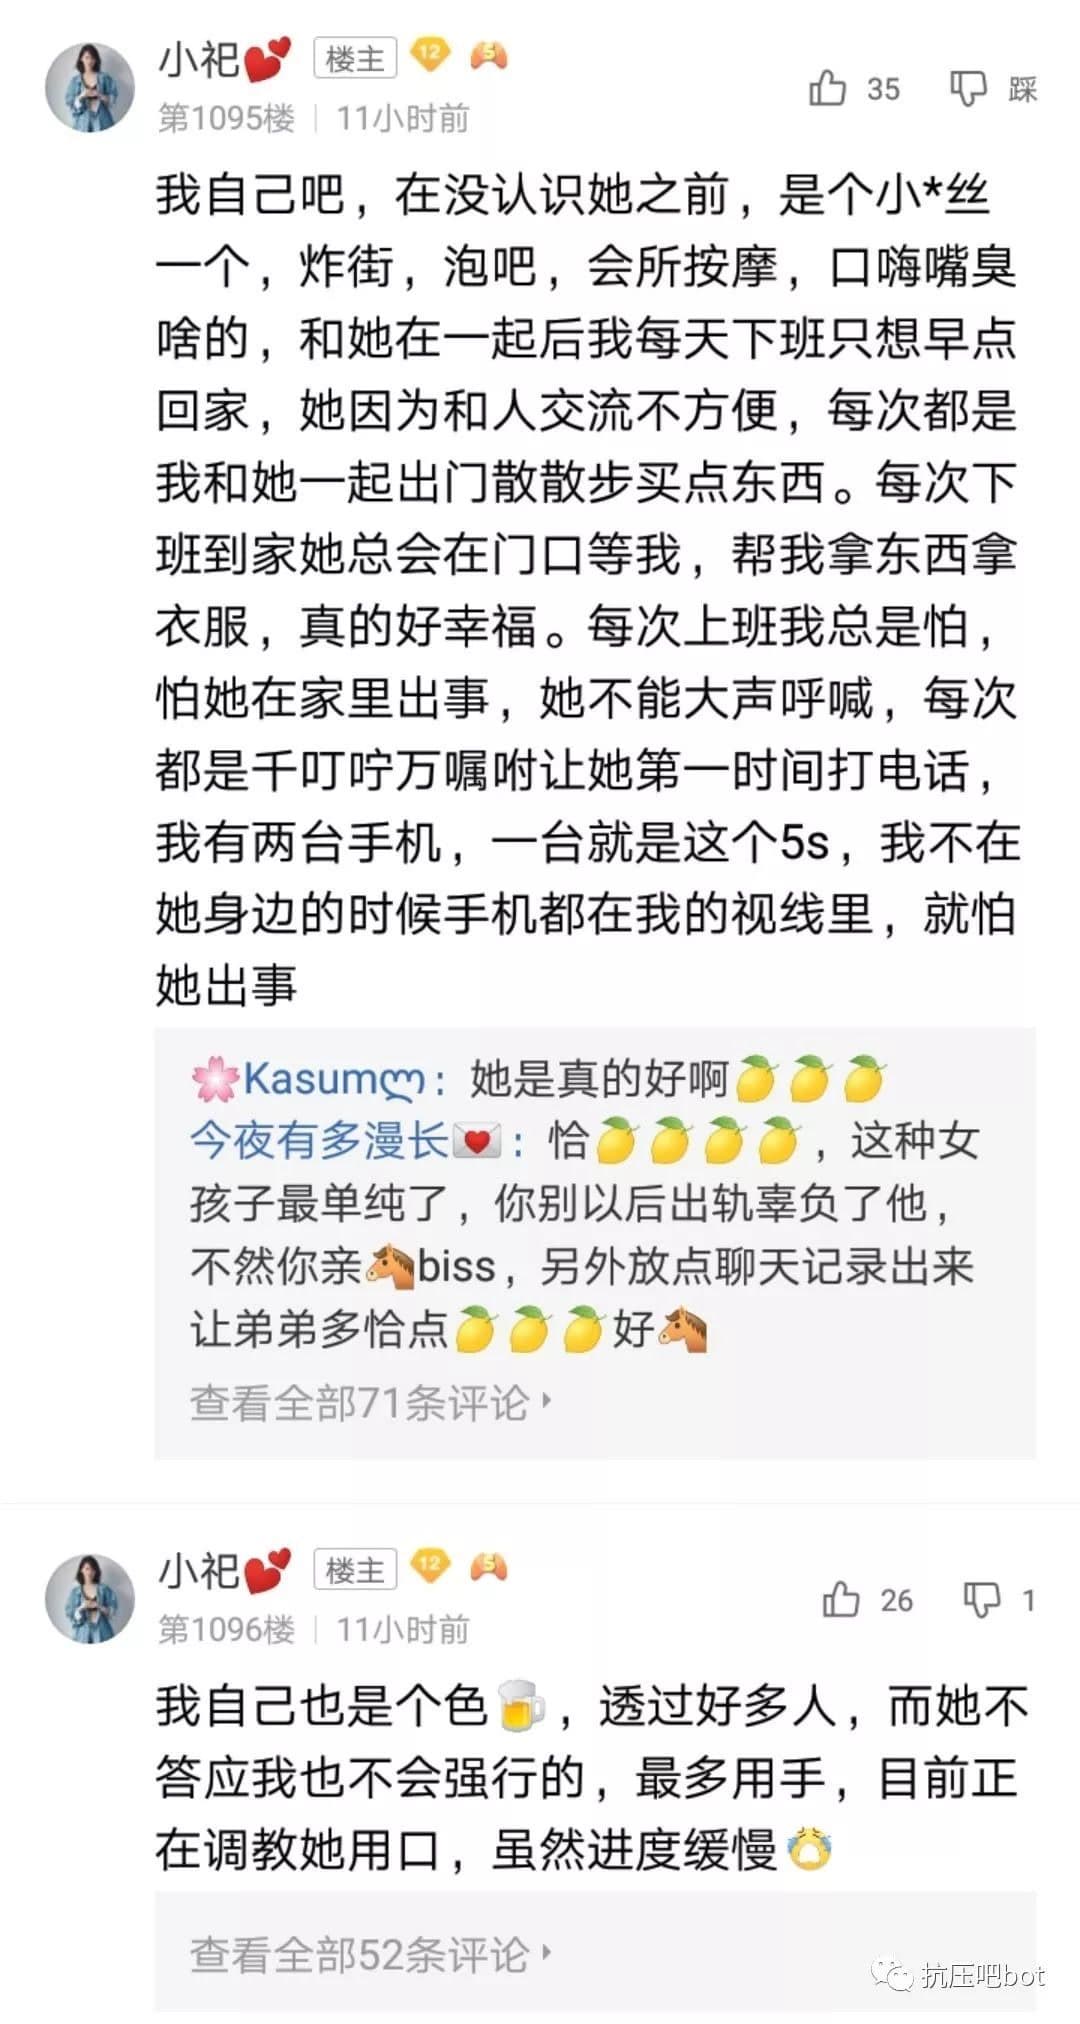 小祀💕 楼主 12 5
35 踩
第1095楼 | 11小时前
我自己吧，在没认识她之前，是个小*丝
一个，炸街，泡吧，会所按摩，口嗨嘴臭
啥的，和她在一起后我每天下班只想早点
回家，她因为和人交流不方便，每次都是
我和她一起出门散散步买点东西。每次下
班到家她总会在门口等我，帮我拿东西拿
衣服，真的好幸福。每次上班我总是怕，
怕她在家里出事，她不能大声呼喊，每次
都是千叮咛万嘱咐让她第一时间打电话，
我有两台手机，一台就是这个5s，我不在
她身边的时候手机都在我的视线里，就怕
她出事
🌸Kasumლ：她是真的好啊🍋🍋🍋
今夜有多漫长💌：恰🍋🍋🍋🍋，这种女
孩子最单纯了，你别以后出轨辜负了他，
不然你亲🐴biss，另外放点聊天记录出来
让弟弟多恰点🍋🍋🍋好🐴
查看全部71条评论
小祀💕 楼主 12 5
26 1
第1096楼 | 11小时前
我自己也是个色🍺，透过好多人，而她不
答应我也不会强行的，最多用手，目前正
在调教她用口，虽然进度缓慢😭
查看全部52条评论
抗压吧bot